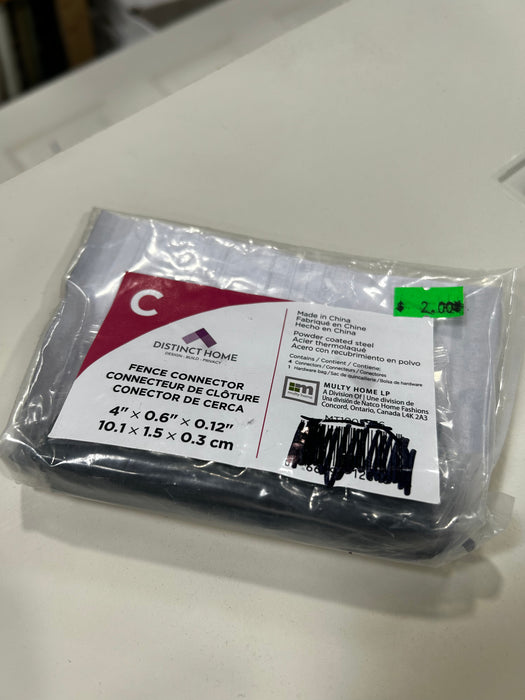 C
DISTINCT HOME
DESIGN · BUILD · PRIVACY
FENCE CONNECTOR
CONNECTEUR DE CLÔTURE
CONECTOR DE CERCA
4" × 0.6" × 0.12"
10.1 × 1.5 × 0.3 cm
$ 2.00
Made in China
Fabriqué en Chine
Hecho en China
Powder coated steel
Acier thermolaqué
Acero con recubrimiento en polvo
Contains / Contient / Contiene:
4 Connectors / Connecteurs / Conectores
1 Hardware bag / Sac de quincaillerie / Bolsa de hardware
MULTY HOME LP
A Division Of | Une division de
Una división de Natco Home Fashions
Concord, Ontario, Canada L4K 2A3